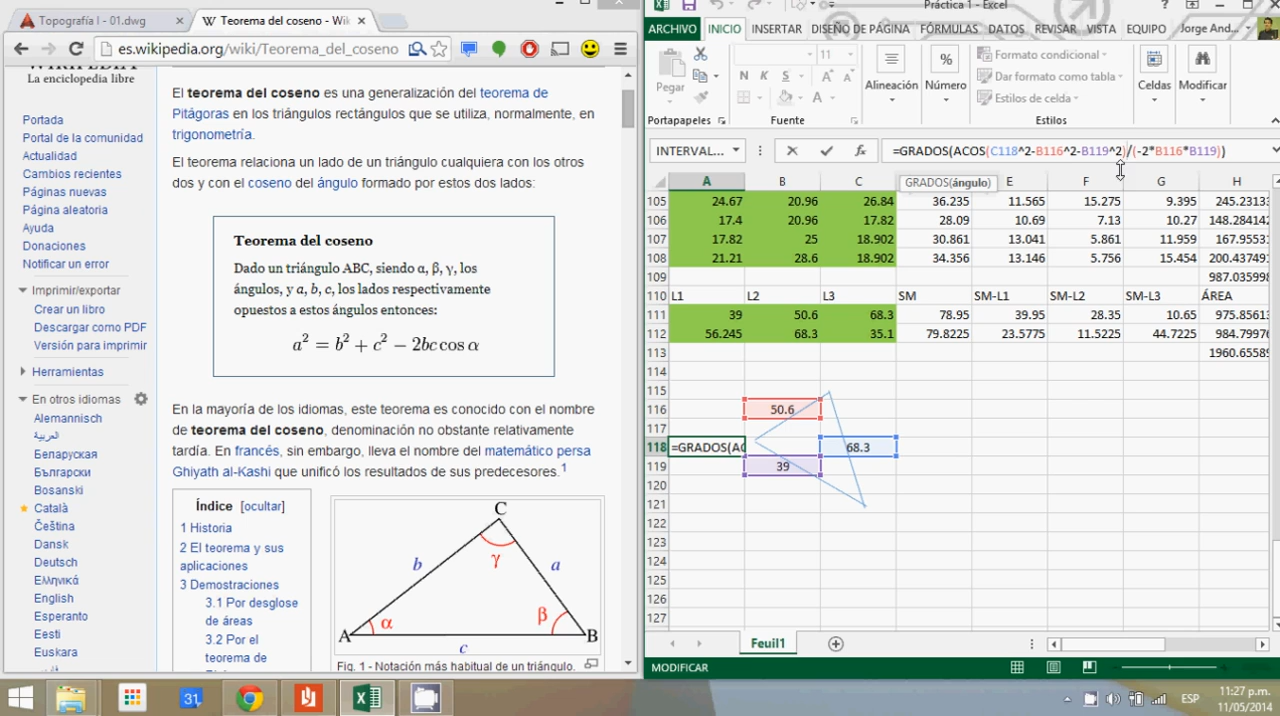 Topografía I - 01.dwg
Teorema del coseno - Wik
es.wikipedia.org/wiki/Teorema_del_coseno
La enciclopedia libre
Portada
Portal de la comunidad
Actualidad
Cambios recientes
Páginas nuevas
Página aleatoria
Ayuda
Donaciones
Notificar un error
Imprimir/exportar
Crear un libro
Descargar como PDF
Versión para imprimir
Herramientas
En otros idiomas
Alemannisch
العربية
Беларуская
Български
Bosanski
Català
Čeština
Dansk
Deutsch
Ελληνικά
English
Esperanto
Eesti
Euskara
El teorema del coseno es una generalización del teorema de
Pitágoras en los triángulos rectángulos que se utiliza, normalmente, en
trigonometría.
El teorema relaciona un lado de un triángulo cualquiera con los otros
dos y con el coseno del ángulo formado por estos dos lados:
Teorema del coseno
Dado un triángulo ABC, siendo α, β, γ, los
ángulos, y a, b, c, los lados respectivamente
opuestos a estos ángulos entonces:
a² = b² + c² − 2bc cos α
En la mayoría de los idiomas, este teorema es conocido con el nombre
de teorema del coseno, denominación no obstante relativamente
tardía. En francés, sin embargo, lleva el nombre del matemático persa
Ghiyath al-Kashi que unificó los resultados de sus predecesores.1
Índice [ocultar]
1 Historia
2 El teorema y sus
aplicaciones
3 Demostraciones
3.1 Por desglose
de áreas
3.2 Por el
teorema de
C
b γ a
A α β B
c
Fig. 1 - Notación más habitual de un triángulo.
Práctica 1 - Excel
ARCHIVO INICIO INSERTAR DISEÑO DE PÁGINA FÓRMULAS DATOS REVISAR VISTA EQUIPO Jorge And...
Pegar
11
N K S
Alineación
Número
Formato condicional
Dar formato como tabla
Estilos de celda
Celdas
Modificar
Portapapeles Fuente Estilos
INTERVAL... =GRADOS(ACOS(C118^2-B116^2-B119^2)/(-2*B116*B119))
GRADOS(ángulo)
A B C E F G H
105 24.67 20.96 26.84 36.235 11.565 15.275 9.395 245.2313
106 17.4 20.96 17.82 28.09 10.69 7.13 10.27 148.284142
107 17.82 25 18.902 30.861 13.041 5.861 11.959 167.9553
108 21.21 28.6 18.902 34.356 13.146 5.756 15.454 200.43749
109 987.03599
110 L1 L2 L3 SM SM-L1 SM-L2 SM-L3 ÁREA
111 39 50.6 68.3 78.95 39.95 28.35 10.65 975.85613
112 56.245 68.3 35.1 79.8225 23.5775 11.5225 44.7225 984.79976
113 1960.65589
114
115
116 50.6
117
118 =GRADOS(AC 68.3
119 39
120
121
122
123
124
125
126
127
Feuil1
MODIFICAR
31
ESP
11:27 p.m.
11/05/2014